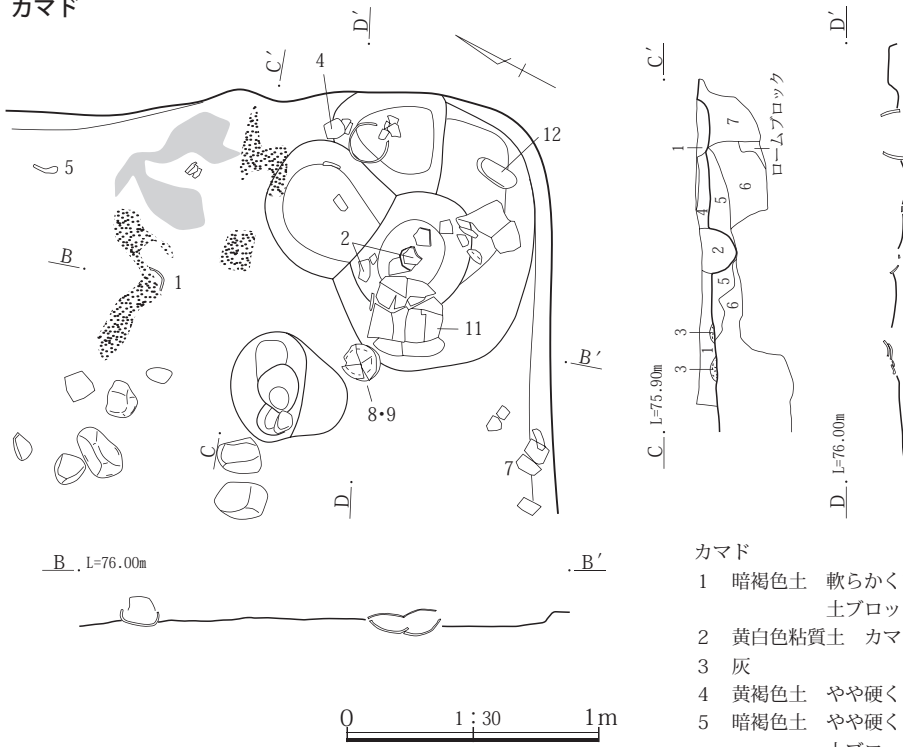 カマド
D′
C′
4
12
5
2
B
1
11
B′
8・9
C
7
D
C′
7
ロームブロック
1
6
5
4
2
5
6
3
1
3
C L=75.90m
D′
D L=76.00m
B L=76.00m
B′
0 1：30 1m
カマド
1 暗褐色土 軟らかく
土ブロッ
2 黄白色粘質土 カマ
3 灰
4 黄褐色土 やや硬く
5 暗褐色土 やや硬く